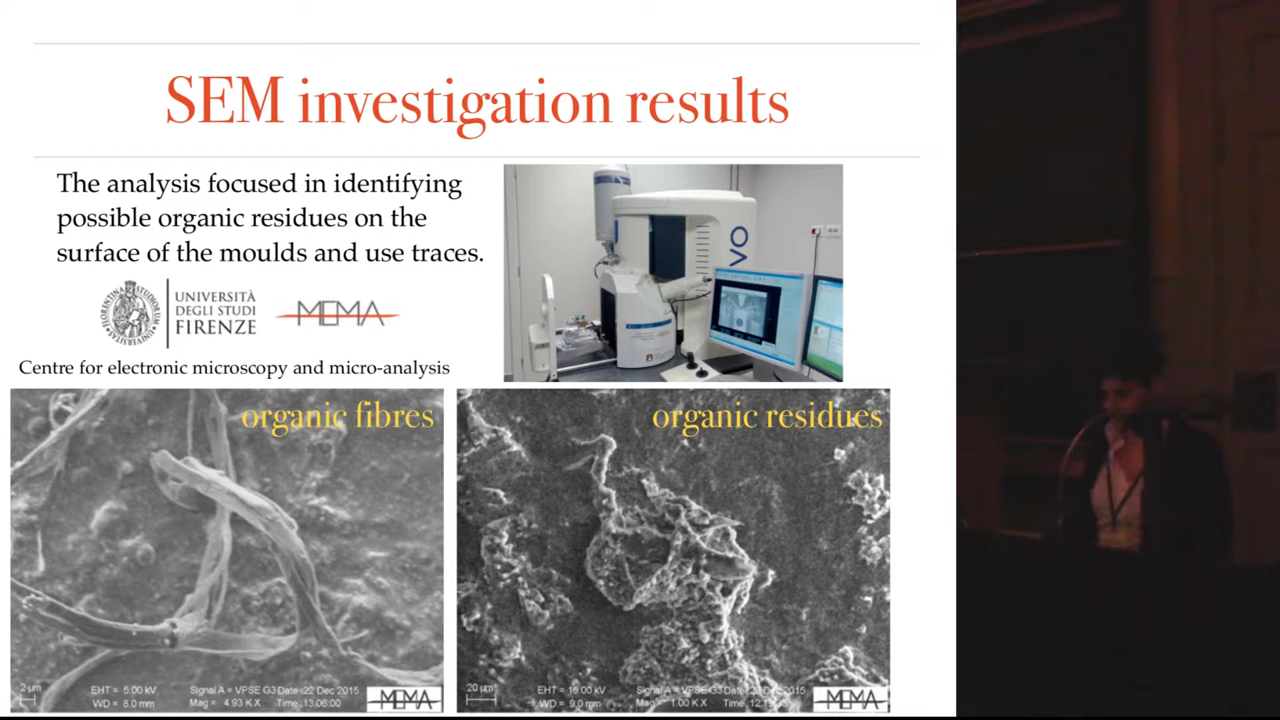 SEM investigation results
The analysis focused in identifying
possible organic residues on the
surface of the moulds and use traces.
UNIVERSITÀ
DEGLI STUDI
FIRENZE
MEMA
Centre for electronic microscopy and micro-analysis
VO
organic fibres
organic residues
2 µm
EHT = 5.00 kV
WD = 8.0 mm
Signal A = VPSE G3 Date :22 Dec 2015
Mag = 4.93 K X Time :13:06:00
MEMA
20 µm
EHT = 15.00 kV
WD = 9.0 mm
Signal A = VPSE G3 Date Dec 2015
Mag = 1.00 K X Time
MEMA